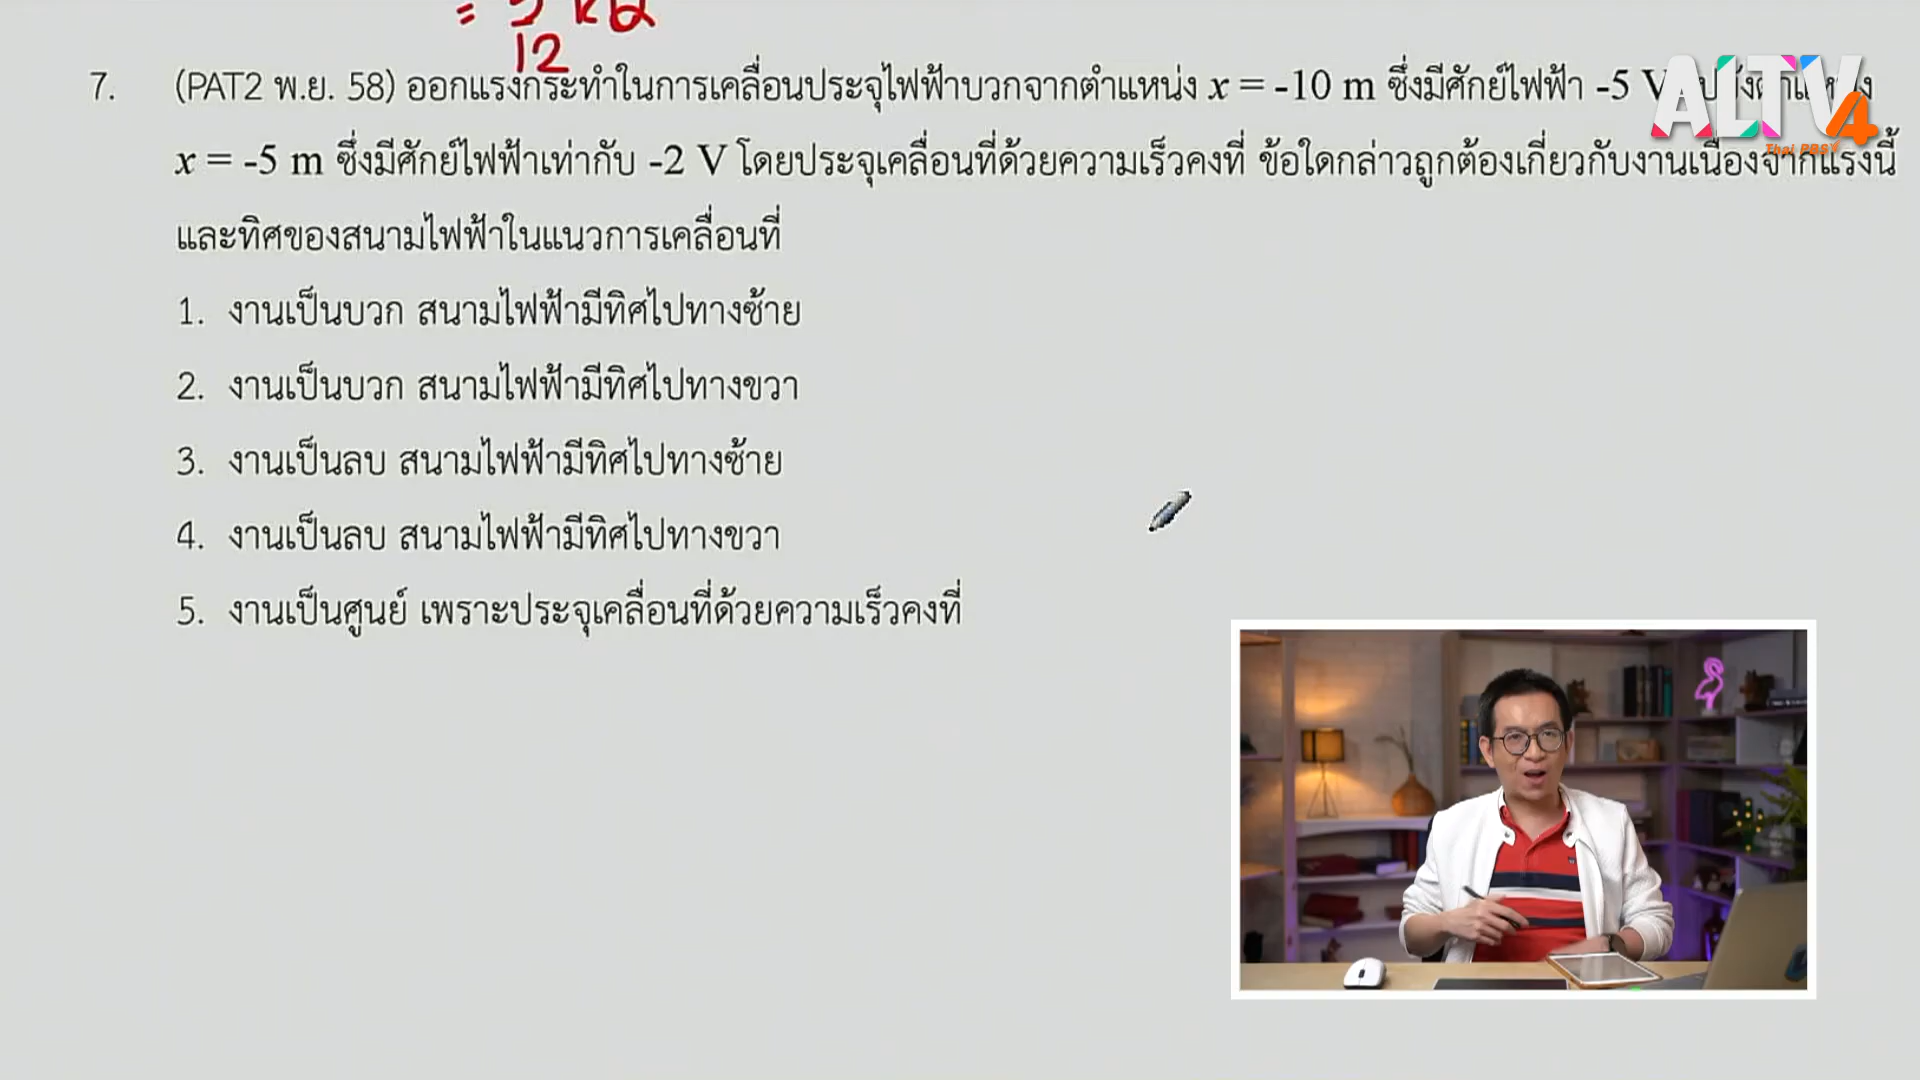 12
7. (PAT2 พ.ย. 58) ออกแรงกระทำในการเคลื่อนประจุไฟฟ้าบวกจากตำแหน่ง x = -10 m ซึ่งมีศักย์ไฟฟ้า -5 V
ALTV4
Thai PBS
x = -5 m ซึ่งมีศักย์ไฟฟ้าเท่ากับ -2 V โดยประจุเคลื่อนที่ด้วยความเร็วคงที่ ข้อใดกล่าวถูกต้องเกี่ยวกับงานเนื่องจากแรงนี้
และทิศของสนามไฟฟ้าในแนวการเคลื่อนที่
1. งานเป็นบวก สนามไฟฟ้ามีทิศไปทางซ้าย
2. งานเป็นบวก สนามไฟฟ้ามีทิศไปทางขวา
3. งานเป็นลบ สนามไฟฟ้ามีทิศไปทางซ้าย
4. งานเป็นลบ สนามไฟฟ้ามีทิศไปทางขวา
5. งานเป็นศูนย์ เพราะประจุเคลื่อนที่ด้วยความเร็วคงที่